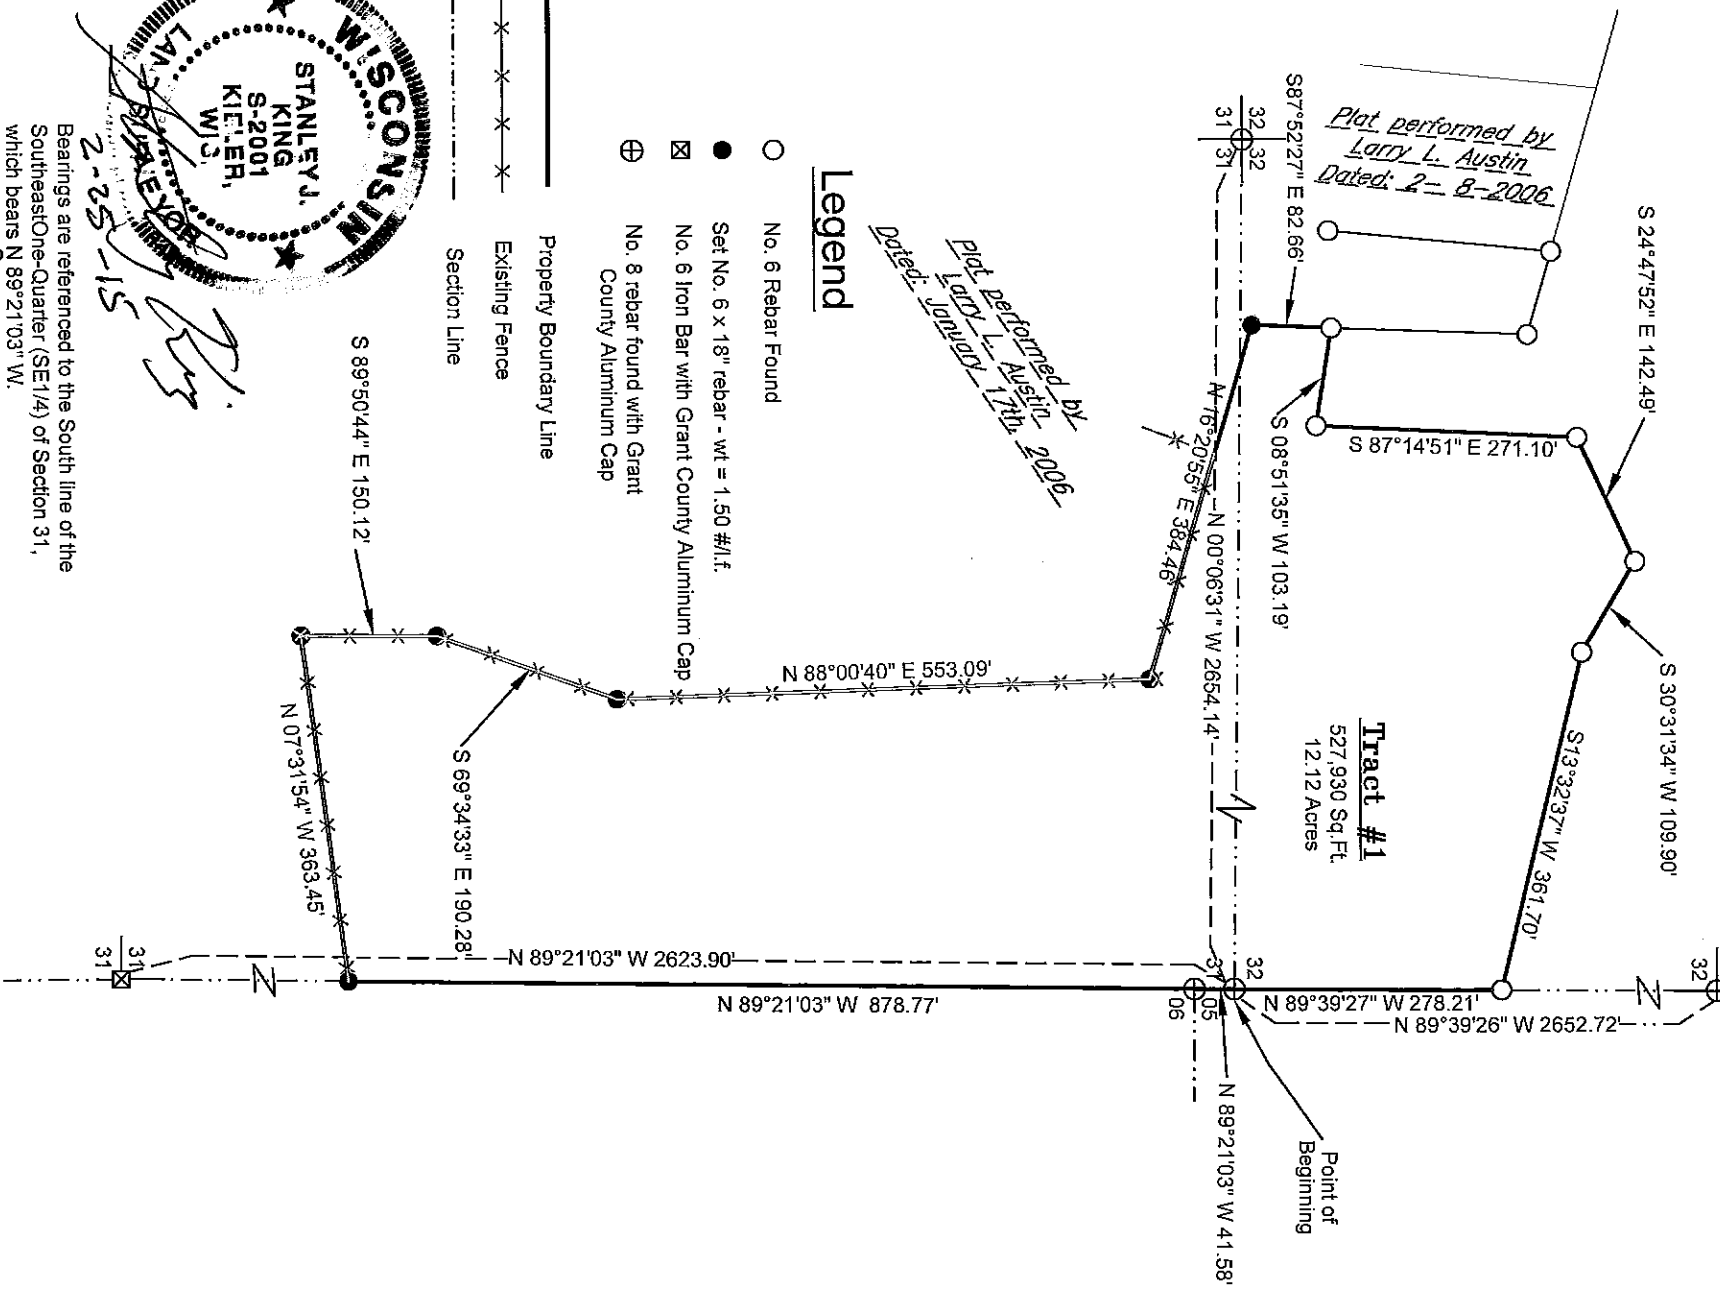 Plat performed by
Larry L. Austin
Dated: 2-8-2006
S 24°47'52" E 142.49'
S87°52'27" E 82.66'
S 08°51'35" W 103.19'
S 87°14'51" E 271.10'
S 30°31'34" W 109.90'
S13°32'37" W 361.70'
32
32
31
31
Plat performed by
Larry L. Austin
Dated: January 17th, 2006
N 16°20'55" E 384.46'
N 00°06'31" W 2654.14'
Tract #1
527,930 Sq.Ft.
12.12 Acres
Legend
No. 6 Rebar Found
Set No. 6 x 18" rebar - wt = 1.50 #/l.f.
No. 6 Iron Bar with Grant County Aluminum Cap
No. 8 rebar found with Grant
County Aluminum Cap
Property Boundary Line
Existing Fence
Section Line
N 88°00'40" E 553.09'
S 89°50'44" E 150.12'
S 69°34'33" E 190.28'
N 07°31'54" W 363.45'
31
31
N 89°21'03" W 2623.90'
N 89°21'03" W 878.77'
31
32
05
06
N 89°39'27" W 278.21'
N 89°39'26" W 2652.72'
32
N 89°21'03" W 41.58'
Point of
Beginning
WISCONSIN
STANLEY J.
KING
S-2001
KIELER,
WIS.
LAND SURVEYOR
2-25-15
Bearings are referenced to the South line of the
SoutheastOne-Quarter (SE1/4) of Section 31,
which bears N 89°21'03" W.